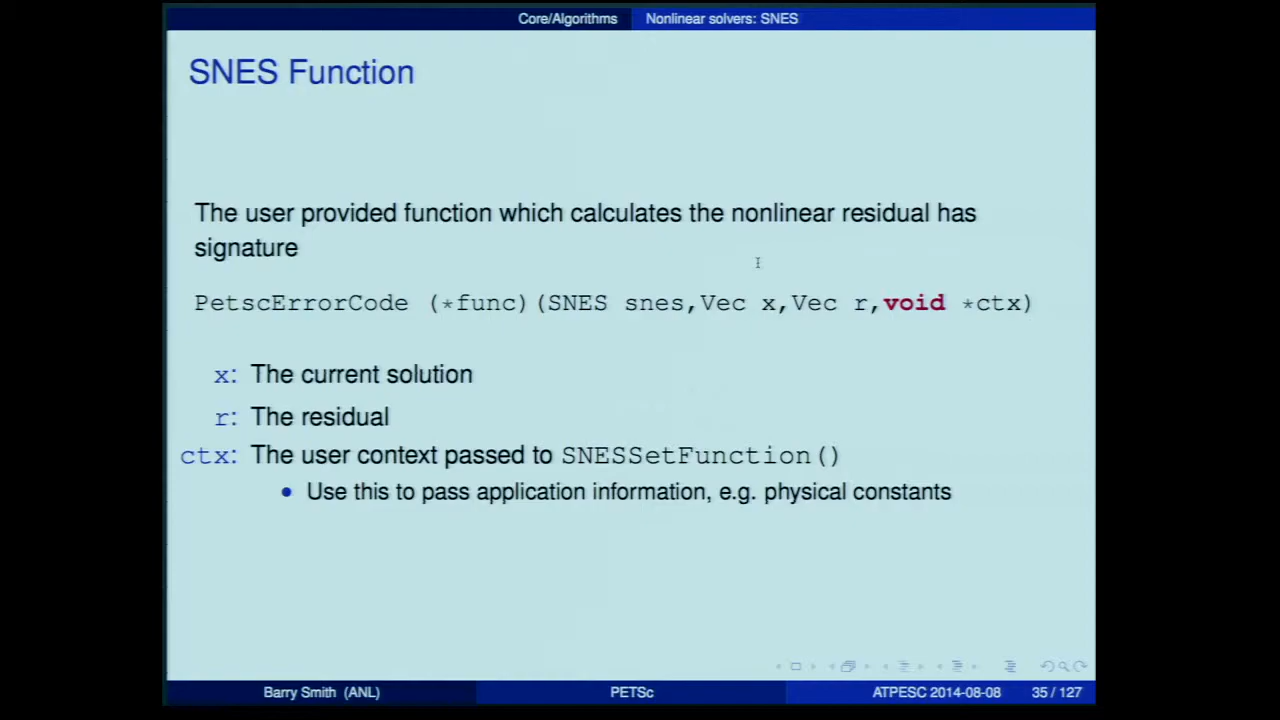 Core/Algorithms Nonlinear solvers: SNES
SNES Function
The user provided function which calculates the nonlinear residual has
signature
PetscErrorCode (*func)(SNES snes,Vec x,Vec r,void *ctx)
x: The current solution
r: The residual
ctx: The user context passed to SNESSetFunction()
• Use this to pass application information, e.g. physical constants
Barry Smith (ANL) PETSc ATPESC 2014-08-08 35 / 127